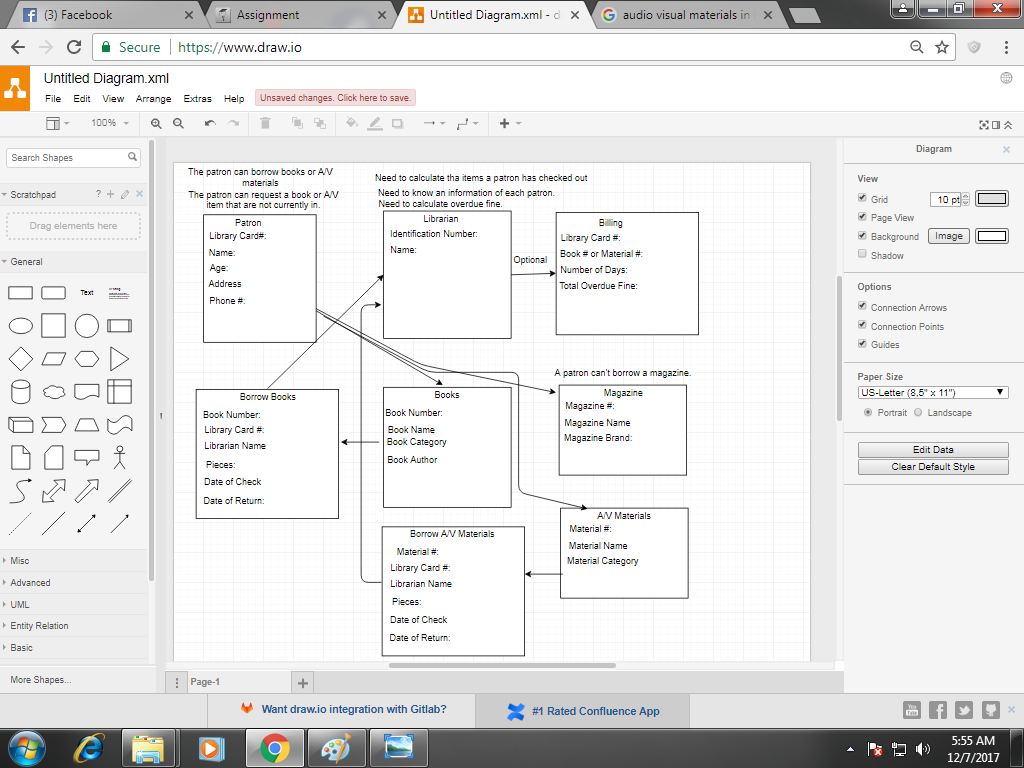 (3) Facebook
Assignment
Untitled Diagram.xml - d
audio visual materials in
Secure
https://www.draw.io
Untitled Diagram.xml
File Edit View Arrange Extras Help
Unsaved changes. Click here to save.
100%
Search Shapes
Scratchpad
?
Drag elements here
General
Text
Misc
Advanced
UML
Entity Relation
Basic
More Shapes...
The patron can borrow books or A/V
materials
The patron can request a book or A/V
item that are not currently in.
Need to calculate tha items a patron has checked out
Need to know an information of each patron.
Need to calculate overdue fine.
Patron
Library Card#:
Name:
Age:
Address
Phone #:
Librarian
Identification Number:
Name:
Optional
Billing
Library Card #:
Book # or Material #:
Number of Days:
Total Overdue Fine:
A patron can't borrow a magazine.
Borrow Books
Book Number:
Library Card #:
Librarian Name
Pieces:
Date of Check
Date of Return:
Books
Book Number:
Book Name
Book Category
Book Author
Magazine
Magazine #:
Magazine Name
Magazine Brand:
Borrow A/V Materials
Material #:
Library Card #:
Librarian Name
Pieces:
Date of Check
Date of Return:
A/V Materials
Material #:
Material Name
Material Category
Diagram
View
Grid
10 pt
Page View
Background
Image
Shadow
Options
Connection Arrows
Connection Points
Guides
Paper Size
US-Letter (8,5" x 11")
Portrait
Landscape
Edit Data
Clear Default Style
Page-1
Want draw.io integration with Gitlab?
#1 Rated Confluence App
You
Tube
5:55 AM
12/7/2017